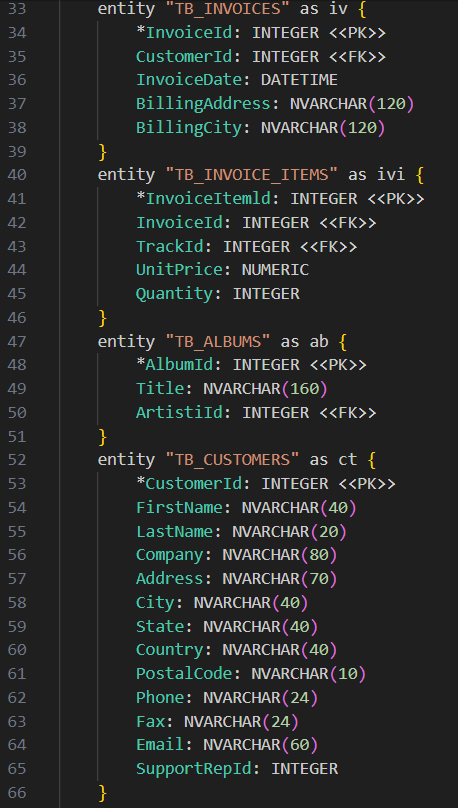 33 entity "TB_INVOICES" as iv {
34 *InvoiceId: INTEGER <<PK>>
35 CustomerId: INTEGER <<FK>>
36 InvoiceDate: DATETIME
37 BillingAddress: NVARCHAR(120)
38 BillingCity: NVARCHAR(120)
39 }
40 entity "TB_INVOICE_ITEMS" as ivi {
41 *InvoiceItemld: INTEGER <<PK>>
42 InvoiceId: INTEGER <<FK>>
43 TrackId: INTEGER <<FK>>
44 UnitPrice: NUMERIC
45 Quantity: INTEGER
46 }
47 entity "TB_ALBUMS" as ab {
48 *AlbumId: INTEGER <<PK>>
49 Title: NVARCHAR(160)
50 ArtistiId: INTEGER <<FK>>
51 }
52 entity "TB_CUSTOMERS" as ct {
53 *CustomerId: INTEGER <<PK>>
54 FirstName: NVARCHAR(40)
55 LastName: NVARCHAR(20)
56 Company: NVARCHAR(80)
57 Address: NVARCHAR(70)
58 City: NVARCHAR(40)
59 State: NVARCHAR(40)
60 Country: NVARCHAR(40)
61 PostalCode: NVARCHAR(10)
62 Phone: NVARCHAR(24)
63 Fax: NVARCHAR(24)
64 Email: NVARCHAR(60)
65 SupportRepId: INTEGER
66 }